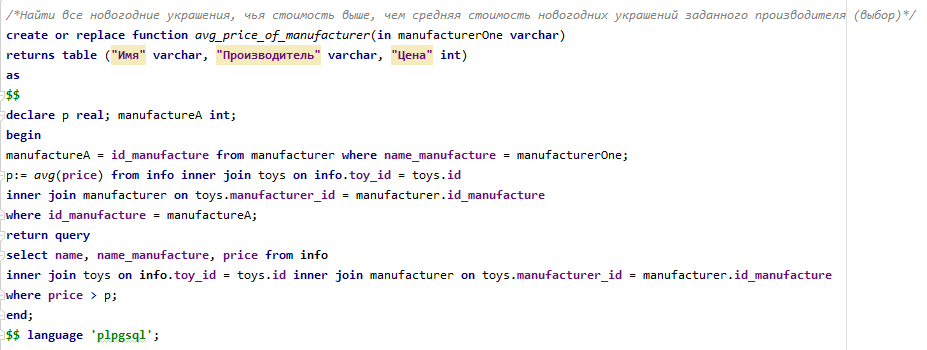 /*Найти все новогодние украшения, чья стоимость выше, чем средняя стоимость новогодних украшений заданного производителя (выбор)*/
create or replace function avg_price_of_manufacturer(in manufacturerOne varchar)
returns table ("Имя" varchar, "Производитель" varchar, "Цена" int)
as
$$
declare p real; manufactureA int;
begin
manufactureA = id_manufacture from manufacturer where name_manufacture = manufacturerOne;
p:= avg(price) from info inner join toys on info.toy_id = toys.id
inner join manufacturer on toys.manufacturer_id = manufacturer.id_manufacture
where id_manufacture = manufactureA;
return query
select name, name_manufacture, price from info
inner join toys on info.toy_id = toys.id inner join manufacturer on toys.manufacturer_id = manufacturer.id_manufacture
where price > p;
end;
$$ language 'plpgsql';